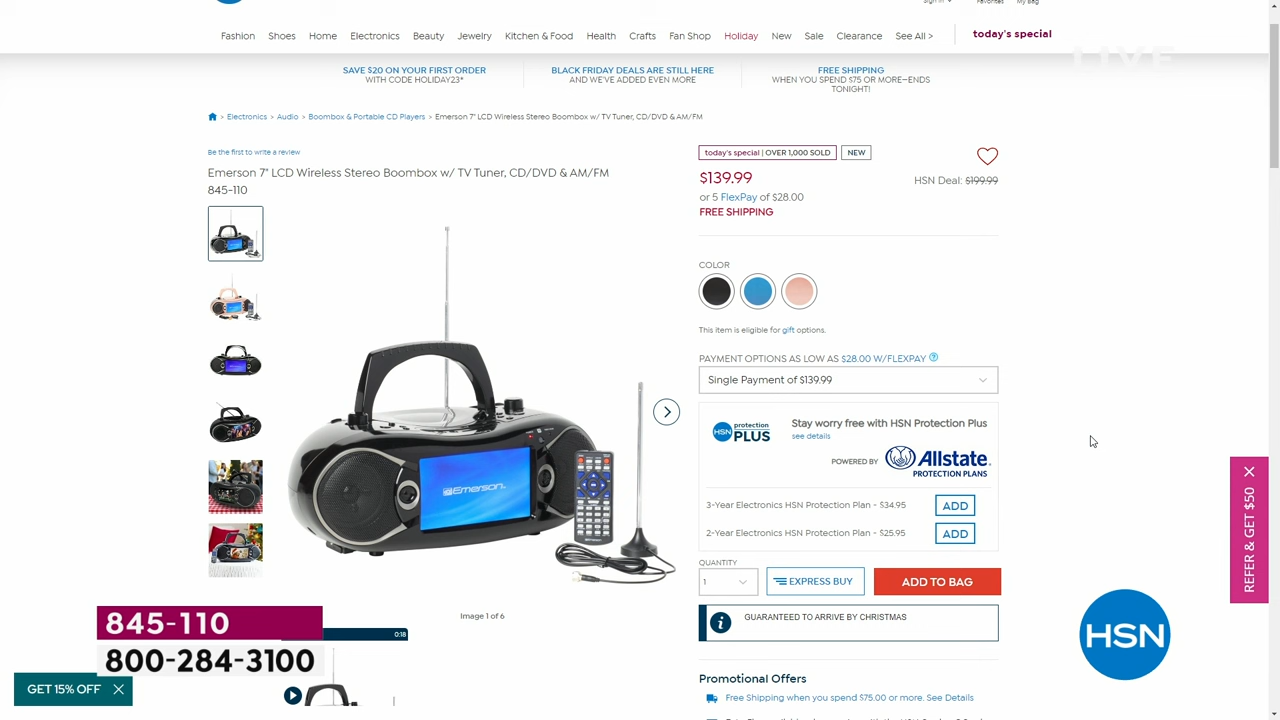 Sign In
Favorites
My Bag
Fashion
Shoes
Home
Electronics
Beauty
Jewelry
Kitchen & Food
Health
Crafts
Fan Shop
Holiday
New
Sale
Clearance
See All >
today's special
LIVE
SAVE $20 ON YOUR FIRST ORDER
WITH CODE HOLIDAY23*
BLACK FRIDAY DEALS ARE STILL HERE
AND WE'VE ADDED EVEN MORE
FREE SHIPPING
WHEN YOU SPEND $75 OR MORE—ENDS
TONIGHT!
> Electronics > Audio > Boombox & Portable CD Players > Emerson 7" LCD Wireless Stereo Boombox w/ TV Tuner, CD/DVD & AM/FM
Be the first to write a review
Emerson 7" LCD Wireless Stereo Boombox w/ TV Tuner, CD/DVD & AM/FM
845-110
Emerson
Image 1 of 6
0:18
today's special | OVER 1,000 SOLD
NEW
$139.99
HSN Deal: $199.99
or 5 FlexPay of $28.00
FREE SHIPPING
COLOR
This item is eligible for gift options.
PAYMENT OPTIONS AS LOW AS $28.00 W/FLEXPAY ?
Single Payment of $139.99
HSN protection PLUS
Stay worry free with HSN Protection Plus
see details
POWERED BY Allstate.
PROTECTION PLANS
3-Year Electronics HSN Protection Plan - $34.95
ADD
2-Year Electronics HSN Protection Plan - $25.95
ADD
QUANTITY
1
EXPRESS BUY
ADD TO BAG
GUARANTEED TO ARRIVE BY CHRISTMAS
Promotional Offers
Free Shipping when you spend $75.00 or more. See Details
845-110
800-284-3100
GET 15% OFF
REFER & GET $50
HSN